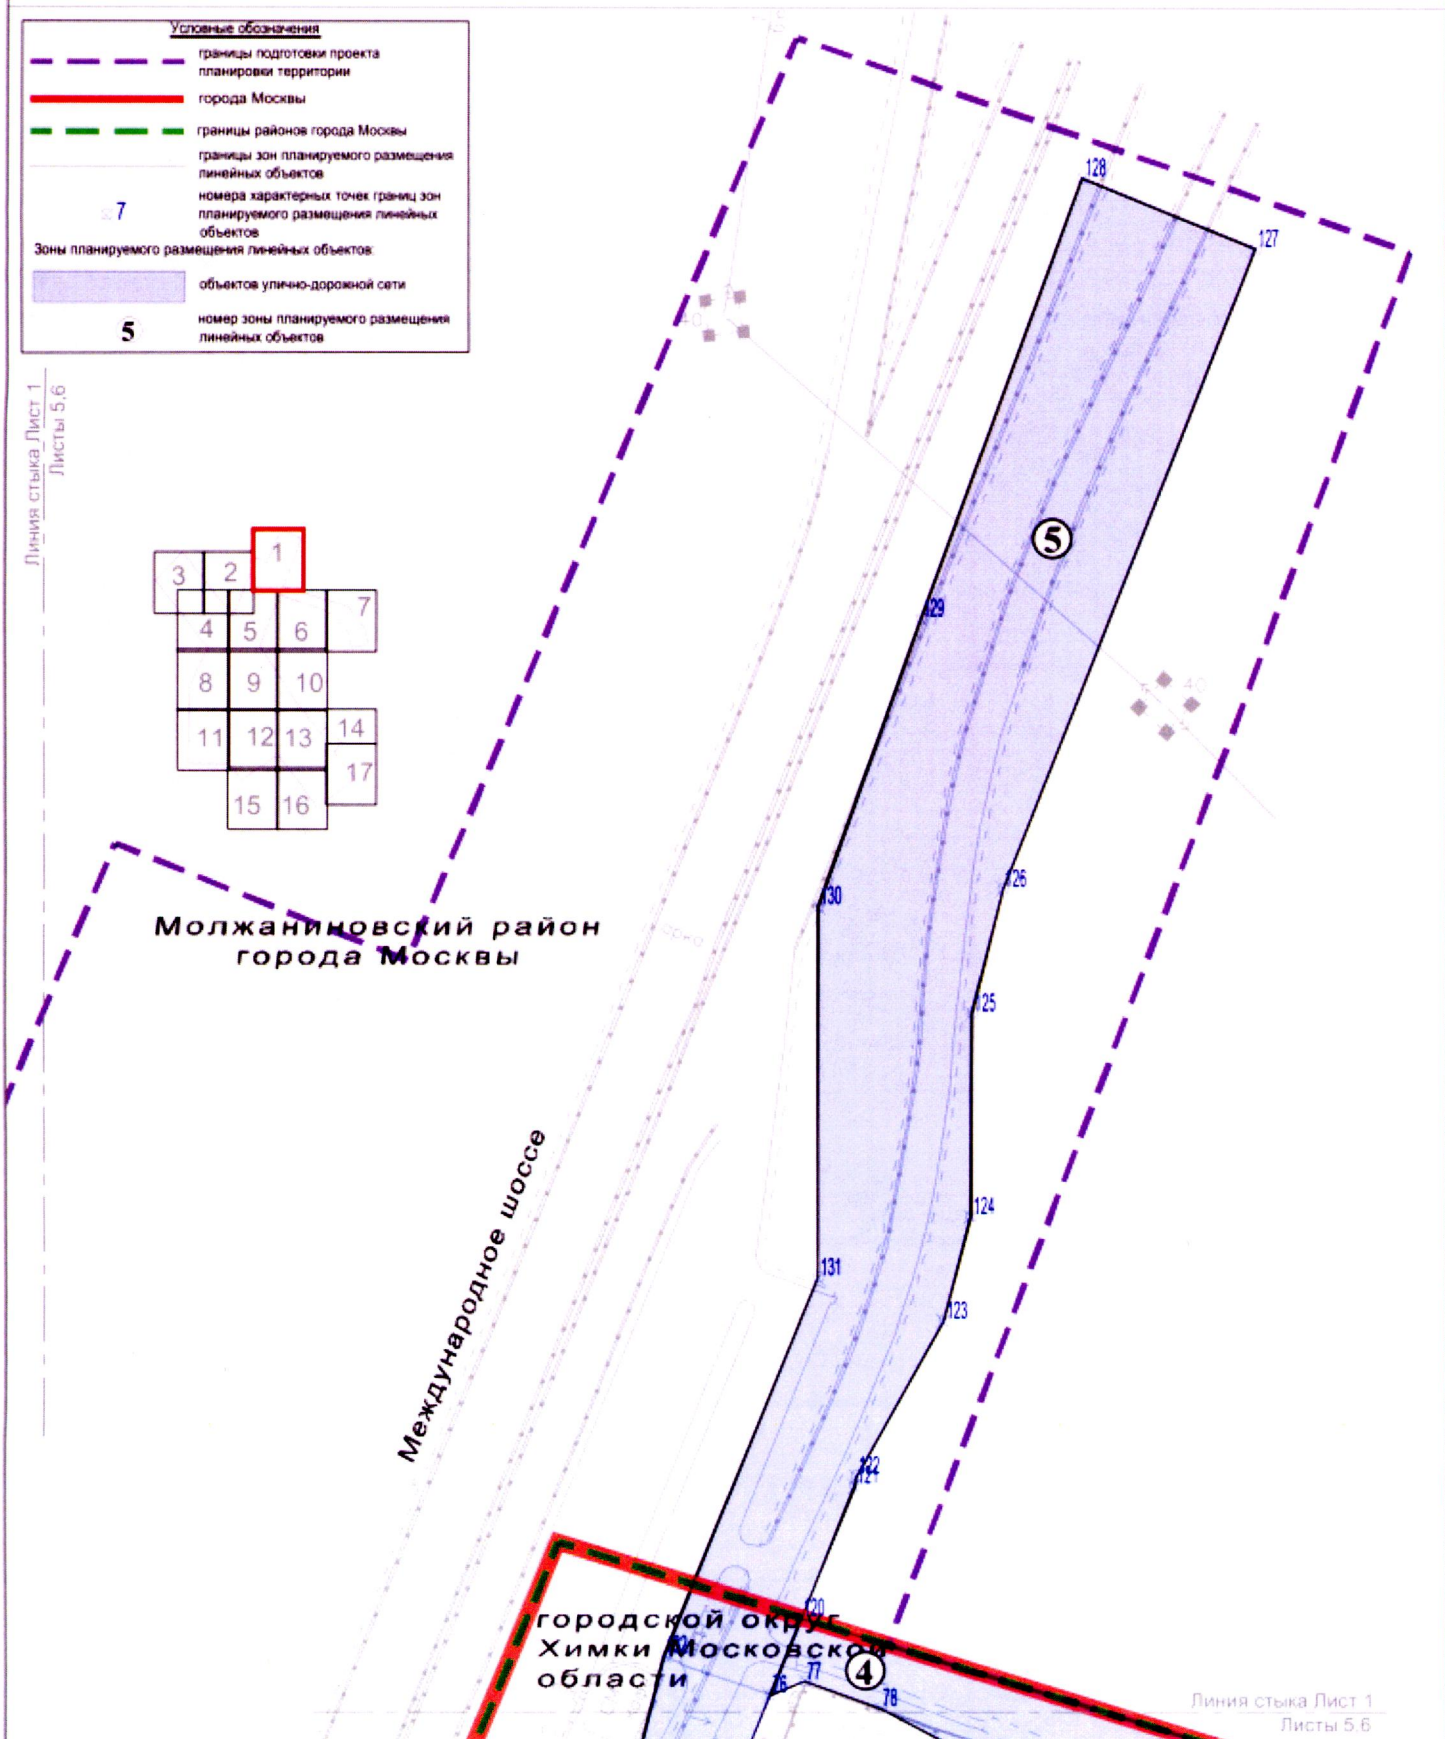 Условные обозначения
границы подготовки проекта
планировки территории
города Москвы
границы районов города Москвы
границы зон планируемого размещения
линейных объектов
7
номера характерных точек границ зон
планируемого размещения линейных
объектов
Зоны планируемого размещения линейных объектов:
объектов улично-дорожной сети
5
номер зоны планируемого размещения
линейных объектов
Линия стыка Лист 1
Листы 5,6
1
3
2
7
4
5
6
8
9
10
11
12
13
14
17
15
16
128
127
40
5
129
40
126
130
Молжаниновский район
города Москвы
125
124
131
123
Международное шоссе
122
121
120
городской округ
Химки Московской
области
4
77
76
78
Линия стыка Лист 1
Листы 5,6